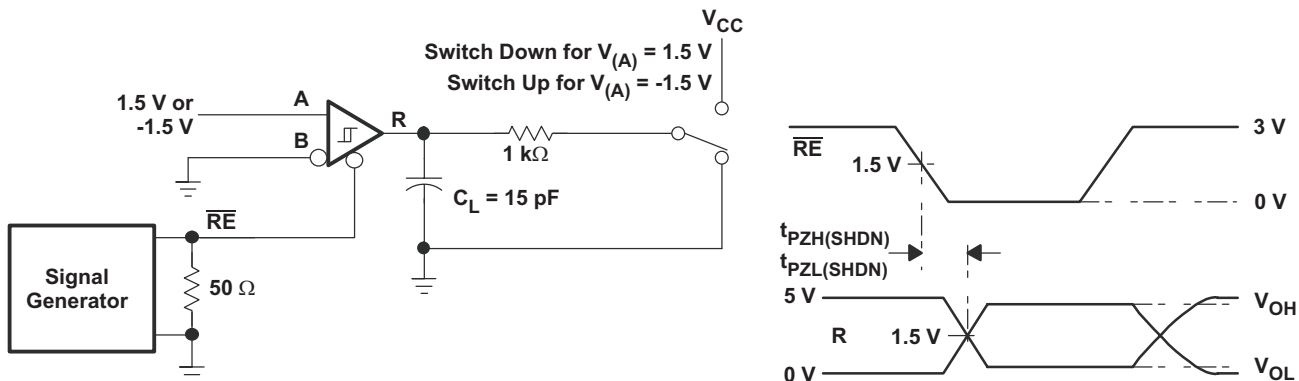 V_CC
Switch Down for V_(A) = 1.5 V
Switch Up for V_(A) = -1.5 V
1.5 V or
-1.5 V
A
B
R
1 kΩ
C_L = 15 pF
R̅E̅
Signal
Generator
50 Ω
R̅E̅
3 V
1.5 V
0 V
t_PZH(SHDN)
t_PZL(SHDN)
5 V
V_OH
R
1.5 V
0 V
V_OL